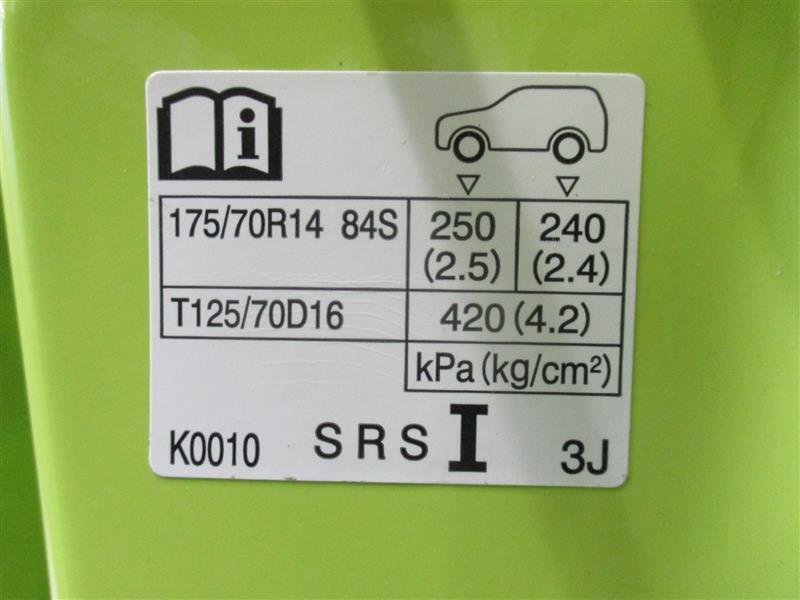 i
175/70R14 84S 250 (2.5) 240 (2.4)
T125/70D16 420 (4.2)
kPa (kg/cm²)
K0010 SRS I 3J